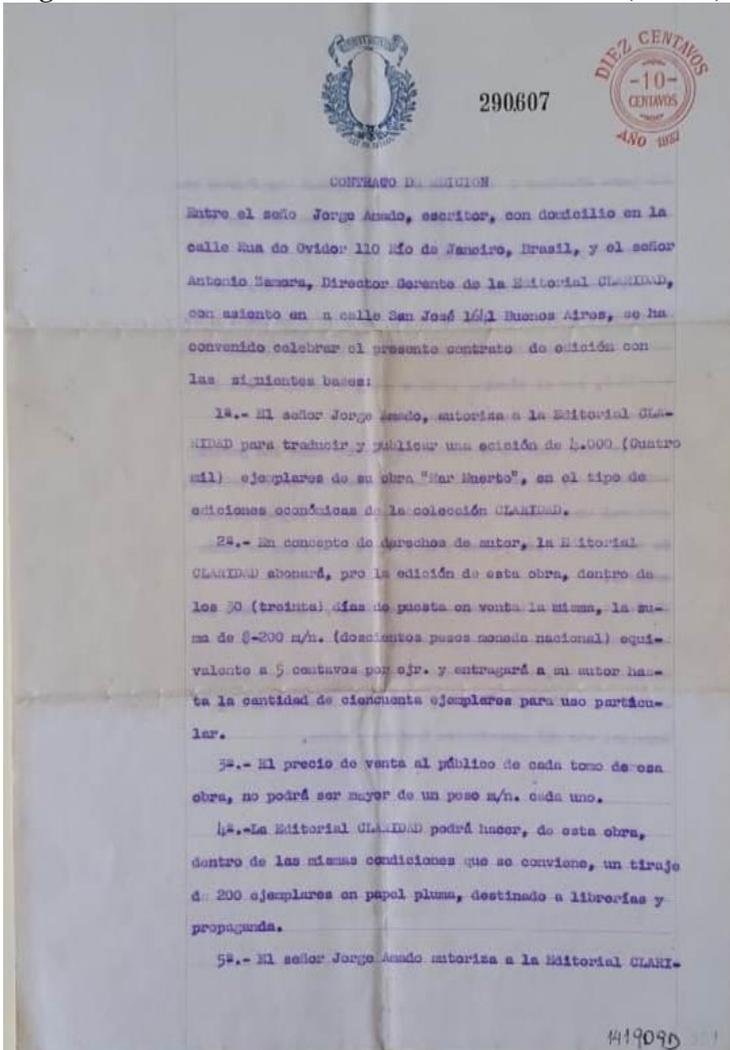 290607
DIEZ CENTAVOS
-10-
CENTAVOS
AÑO 1937
CONTRATO DE EDICION
Entre el seño Jorge Amado, escritor, con domicilio en la
calle Rua do Ovidor 110 Río de Janeiro, Brasil, y el señor
Antonio Zamora, Director Gerente de la Editorial CLARIDAD,
con asiento en a calle San José 1641 Buenos Aires, se ha
convenido celebrar el presente contrato de edición con
las siguientes bases:
1ª.- El señor Jorge Amado, autoriza a la Editorial CLA-
RIDAD para traducir y publicar una edición de 4.000 (Cuatro
mil) ejemplares de su obra "Mar Muerto", en el tipo de
ediciones económicas de la colección CLARIDAD.
2ª.- En concepto de derechos de autor, la Editorial
CLARIDAD abonará, pro la edición de esta obra, dentro de
los 30 (treinta) días de puesta en venta la misma, la su-
ma de $-200 m/n. (doscientos pesos moneda nacional) equi-
valente a 5 centavos por ejr. y entragará a su autor has-
ta la cantidad de ciencuenta ejemplares para uso particu-
lar.
3ª.- El precio de venta al público de cada tomo de esa
obra, no podrá ser mayor de un peso m/n. cada uno.
4ª.-La Editorial CLARIDAD podrá hacer, de esta obra,
dentro de las mismas condiciones que se conviene, un tiraje
de 200 ejemplares en papel pluma, destinado a librerías y
propaganda.
5ª.- El señor Jorge Amado autoriza a la Editorial CLARI-
141909D